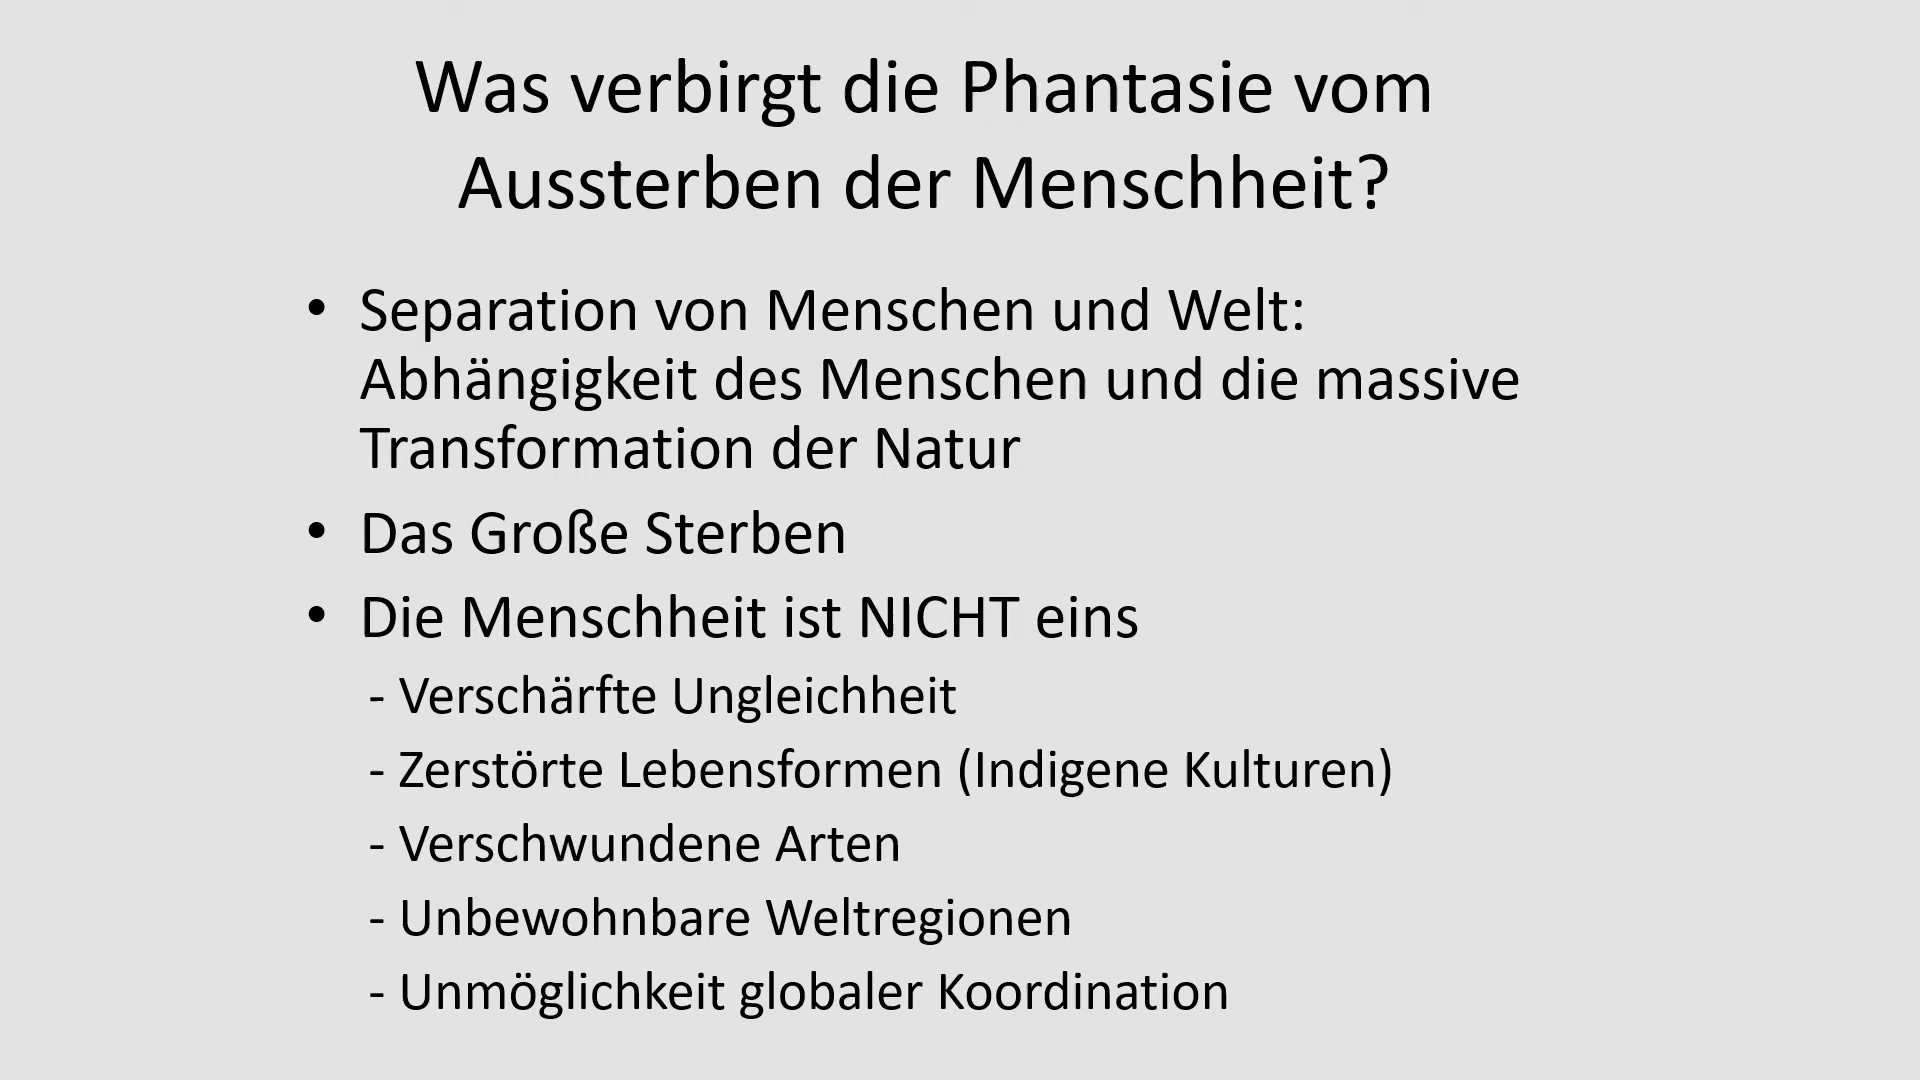 Was verbirgt die Phantasie vom
Aussterben der Menschheit?
• Separation von Menschen und Welt:
Abhängigkeit des Menschen und die massive
Transformation der Natur
• Das Große Sterben
• Die Menschheit ist NICHT eins
- Verschärfte Ungleichheit
- Zerstörte Lebensformen (Indigene Kulturen)
- Verschwundene Arten
- Unbewohnbare Weltregionen
- Unmöglichkeit globaler Koordination